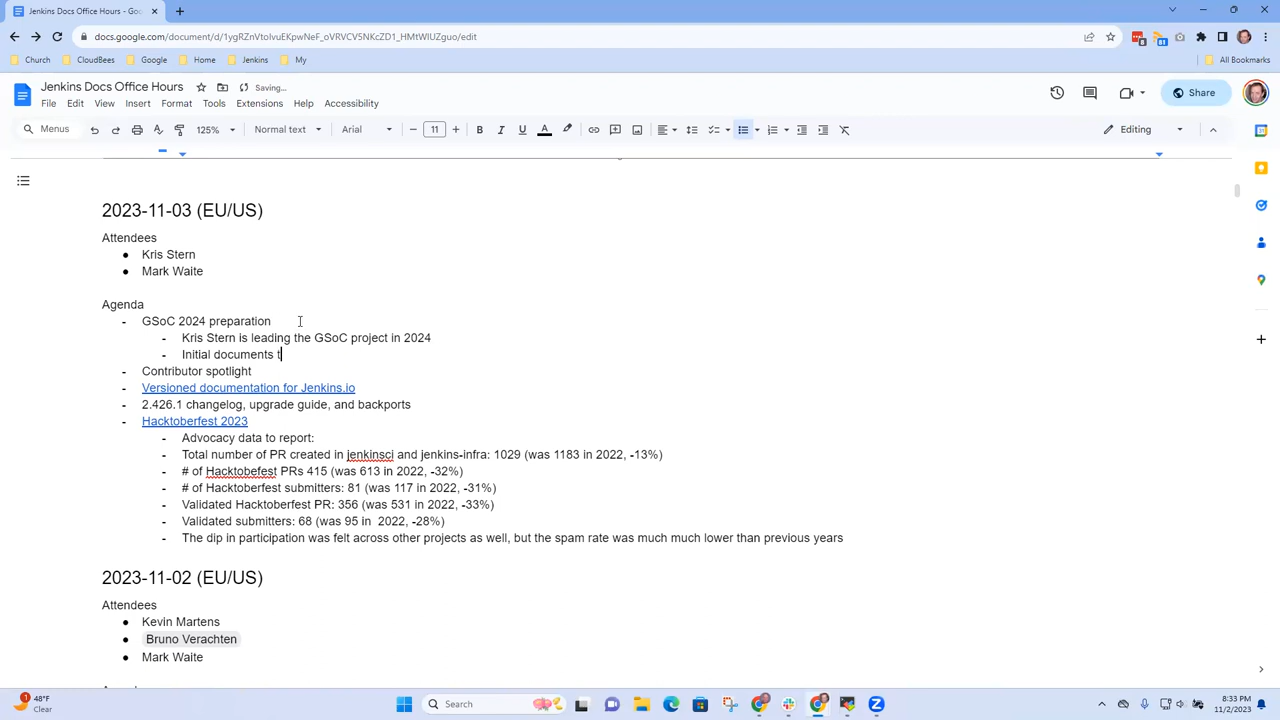 Jenkins Docs Office Hours
docs.google.com/document/d/1ygRZnVtoIvuEKpwNeF_oVRVCV5NKcZD1_HMtWIUZguo/edit
Church CloudBees Google Home Jenkins My All Bookmarks
Jenkins Docs Office Hours Saving...
File Edit View Insert Format Tools Extensions Help Accessibility
Share
Menus 125% Normal text Arial 11 Editing
2023-11-03 (EU/US)
Attendees
● Kris Stern
● Mark Waite
Agenda
- GSoC 2024 preparation
- Kris Stern is leading the GSoC project in 2024
- Initial documents t
- Contributor spotlight
- Versioned documentation for Jenkins.io
- 2.426.1 changelog, upgrade guide, and backports
- Hacktoberfest 2023
- Advocacy data to report:
- Total number of PR created in jenkinsci and jenkins-infra: 1029 (was 1183 in 2022, -13%)
- # of Hacktobefest PRs 415 (was 613 in 2022, -32%)
- # of Hacktoberfest submitters: 81 (was 117 in 2022, -31%)
- Validated Hacktoberfest PR: 356 (was 531 in 2022, -33%)
- Validated submitters: 68 (was 95 in  2022, -28%)
- The dip in participation was felt across other projects as well, but the spam rate was much much lower than previous years
2023-11-02 (EU/US)
Attendees
● Kevin Martens
● Bruno Verachten
● Mark Waite
48°F
Clear
Search
8:33 PM
11/2/2023